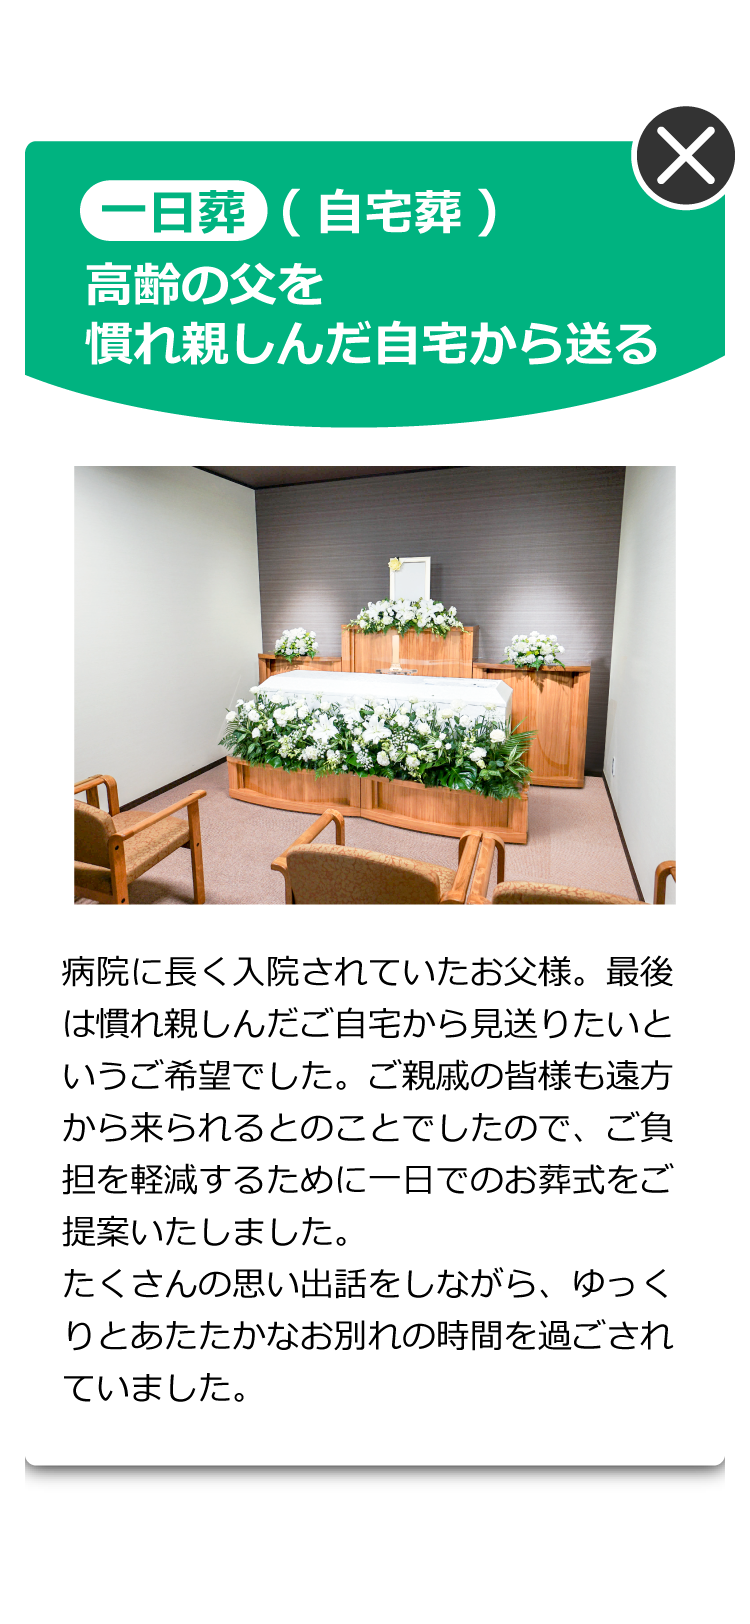 一日葬 ( 自宅葬 )
高齢の父を
慣れ親しんだ自宅から送る
病院に長く入院されていたお父様。最後
は慣れ親しんだご自宅から見送りたいと
いうご希望でした。ご親戚の皆様も遠方
から来られるとのことでしたので、ご負
担を軽減するために一日でのお葬式をご
提案いたしました。
たくさんの思い出話をしながら、ゆっく
りとあたたかなお別れの時間を過ごされ
ていました。